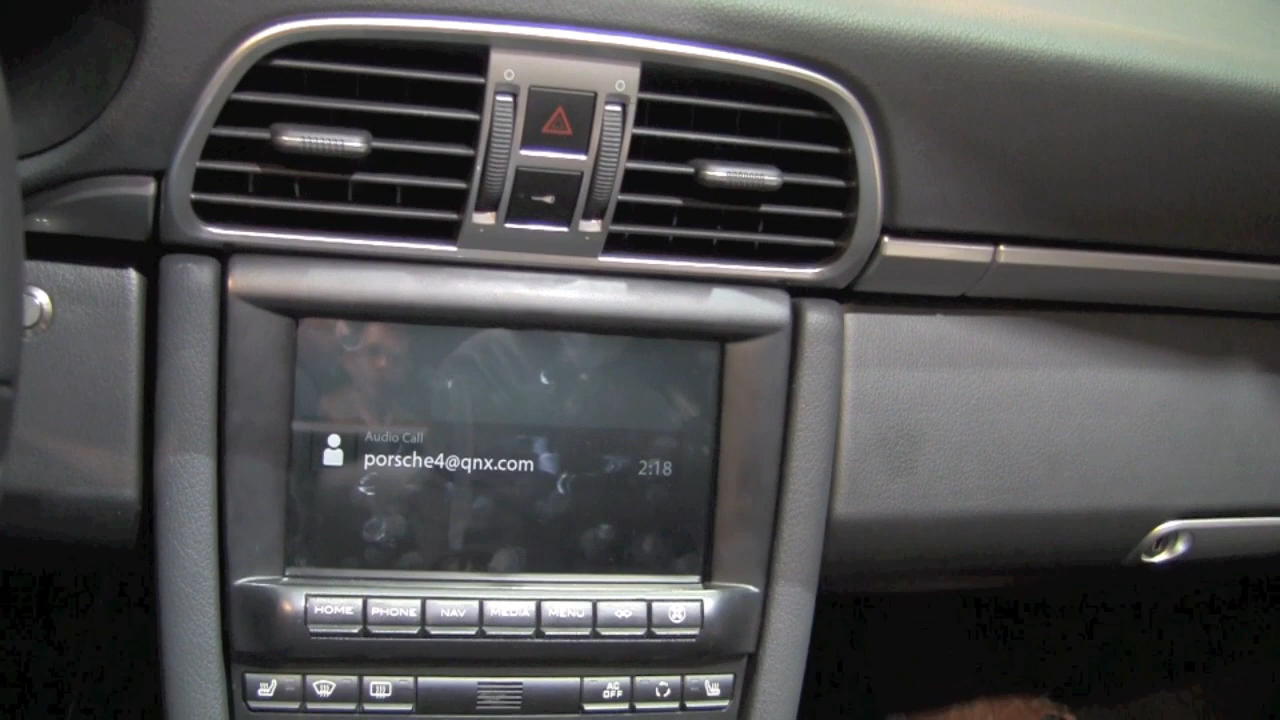 Audio Call
porsche4@qnx.com
2:18
HOME PHONE NAV MEDIA MENU
AC OFF